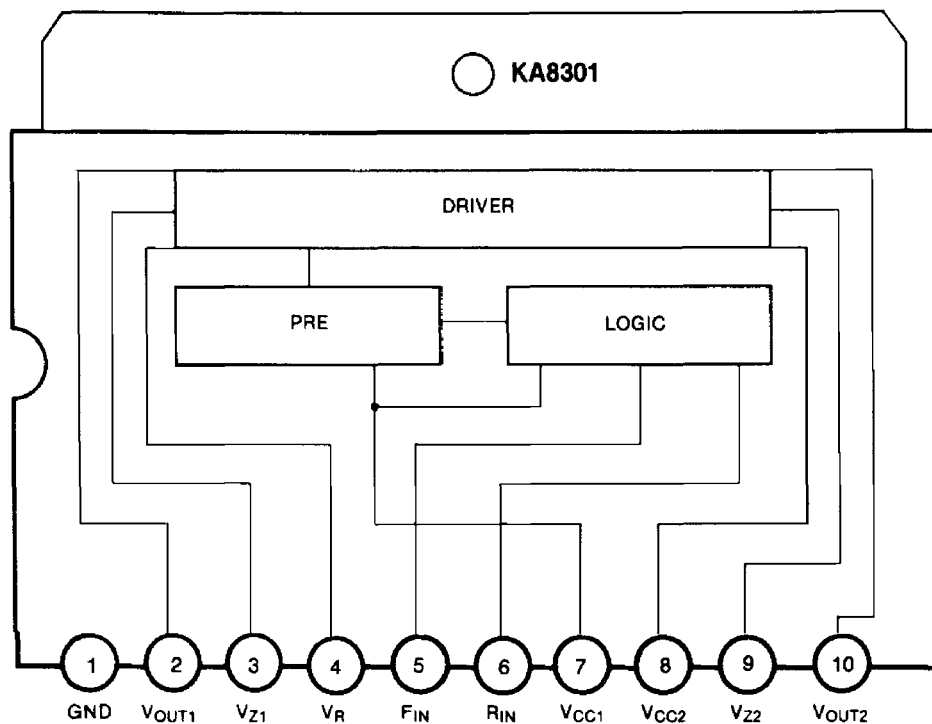 KA8301
DRIVER
PRE
LOGIC
1 2 3 4 5 6 7 8 9 10
GND VOUT1 VZ1 VR FIN RIN VCC1 VCC2 VZ2 VOUT2